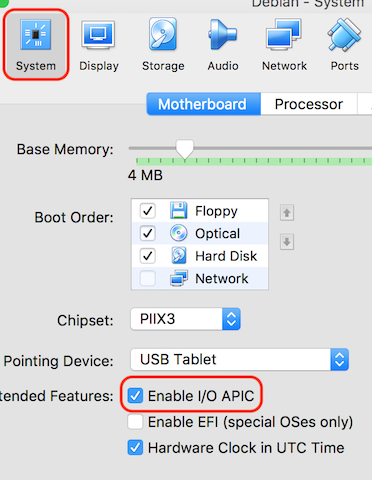 Debian - System
System Display Storage Audio Network Ports
Motherboard Processor
Base Memory:
4 MB
Boot Order:
Floppy
Optical
Hard Disk
Network
Chipset: PIIX3
Pointing Device: USB Tablet
tended Features: Enable I/O APIC
Enable EFI (special OSes only)
Hardware Clock in UTC Time